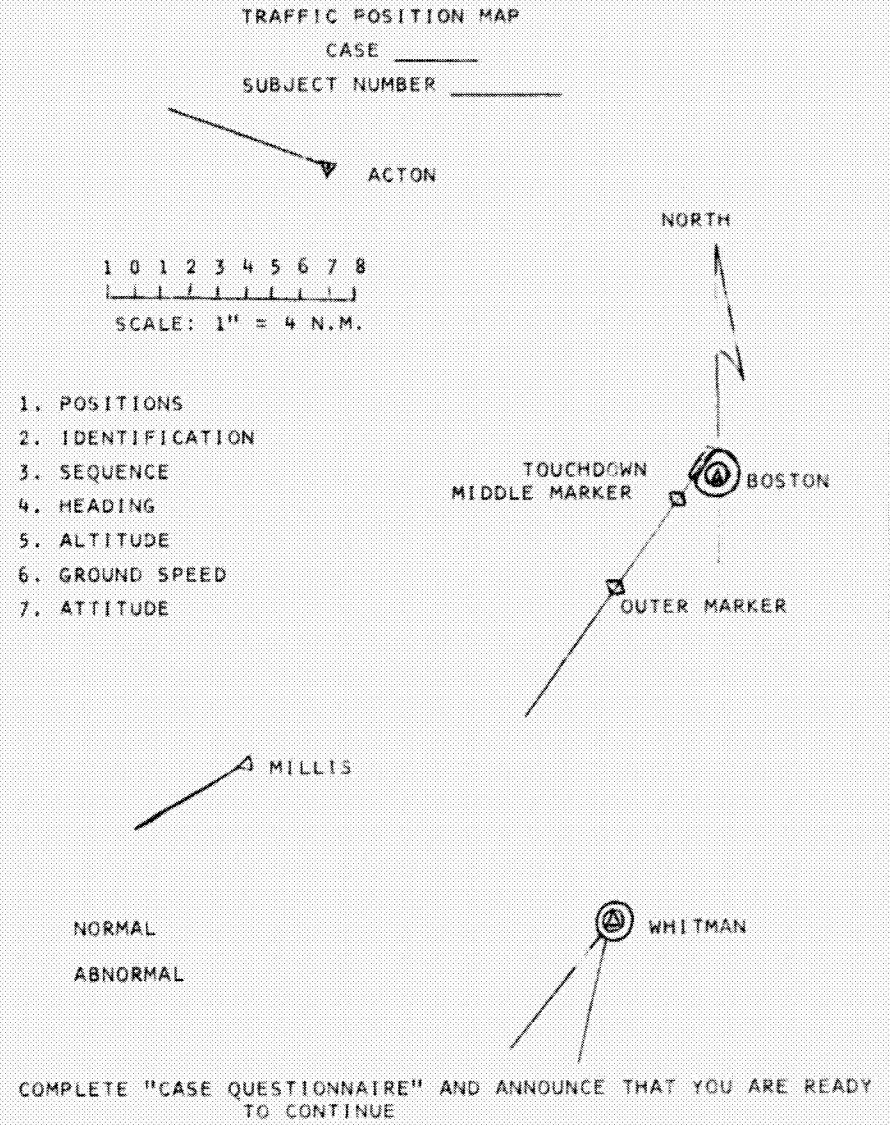 TRAFFIC POSITION MAP
CASE
SUBJECT NUMBER
ACTON
NORTH
1 0 1 2 3 4 5 6 7 8
SCALE: 1" = 4 N.M.
1. POSITIONS
2. IDENTIFICATION
3. SEQUENCE
4. HEADING
5. ALTITUDE
6. GROUND SPEED
7. ATTITUDE
TOUCHDOWN
MIDDLE MARKER
BOSTON
OUTER MARKER
MILLIS
NORMAL
ABNORMAL
WHITMAN
COMPLETE "CASE QUESTIONNAIRE" AND ANNOUNCE THAT YOU ARE READY
TO CONTINUE